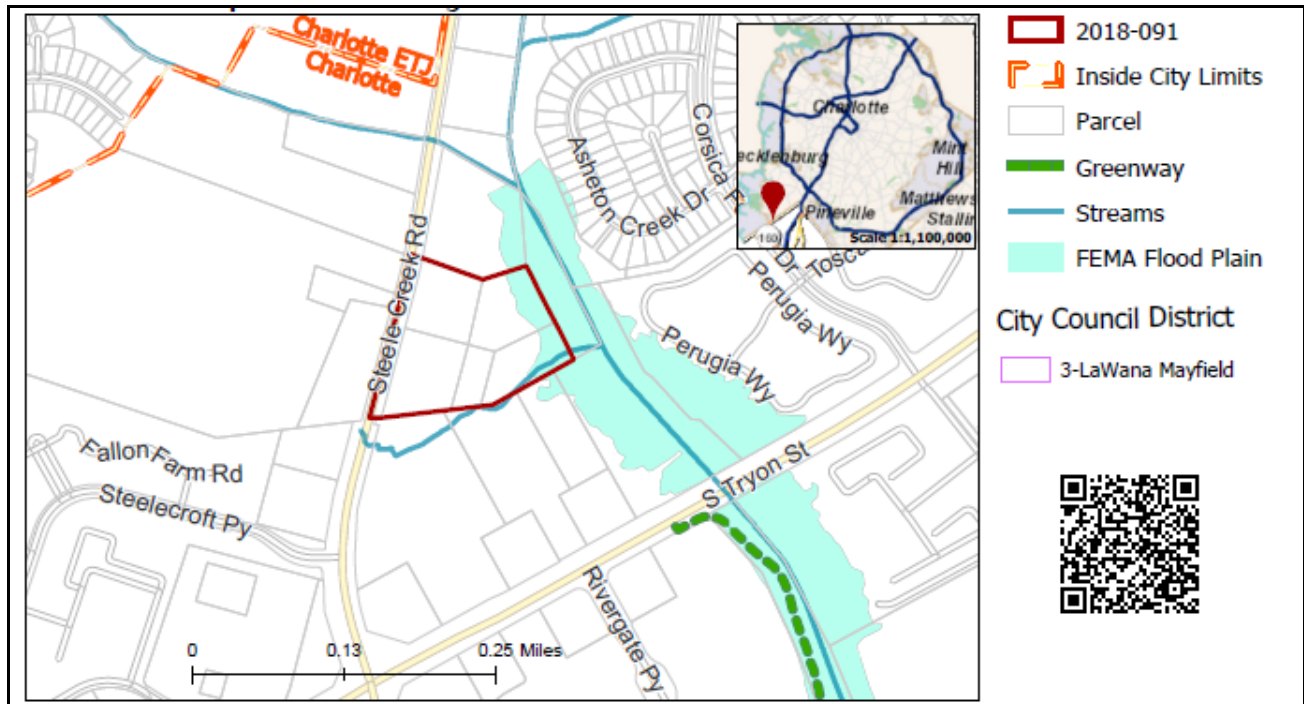 Charlotte ETJ
Charlotte
Steele Creek Rd
Asheton Creek Dr
Corsica F
Dr
Tosca
Perugia Wy
Perugia Wy
S Tryon St
Fallon Farm Rd
Steelecroft Py
Rivergate Py
0 0.13 0.25 Miles
Charlotte
ecklenburg
Mint
Hill
Matthews
Stallin
Pineville
160
Scale 1:1,100,000
2018-091
Inside City Limits
Parcel
Greenway
Streams
FEMA Flood Plain
City Council District
3-LaWana Mayfield